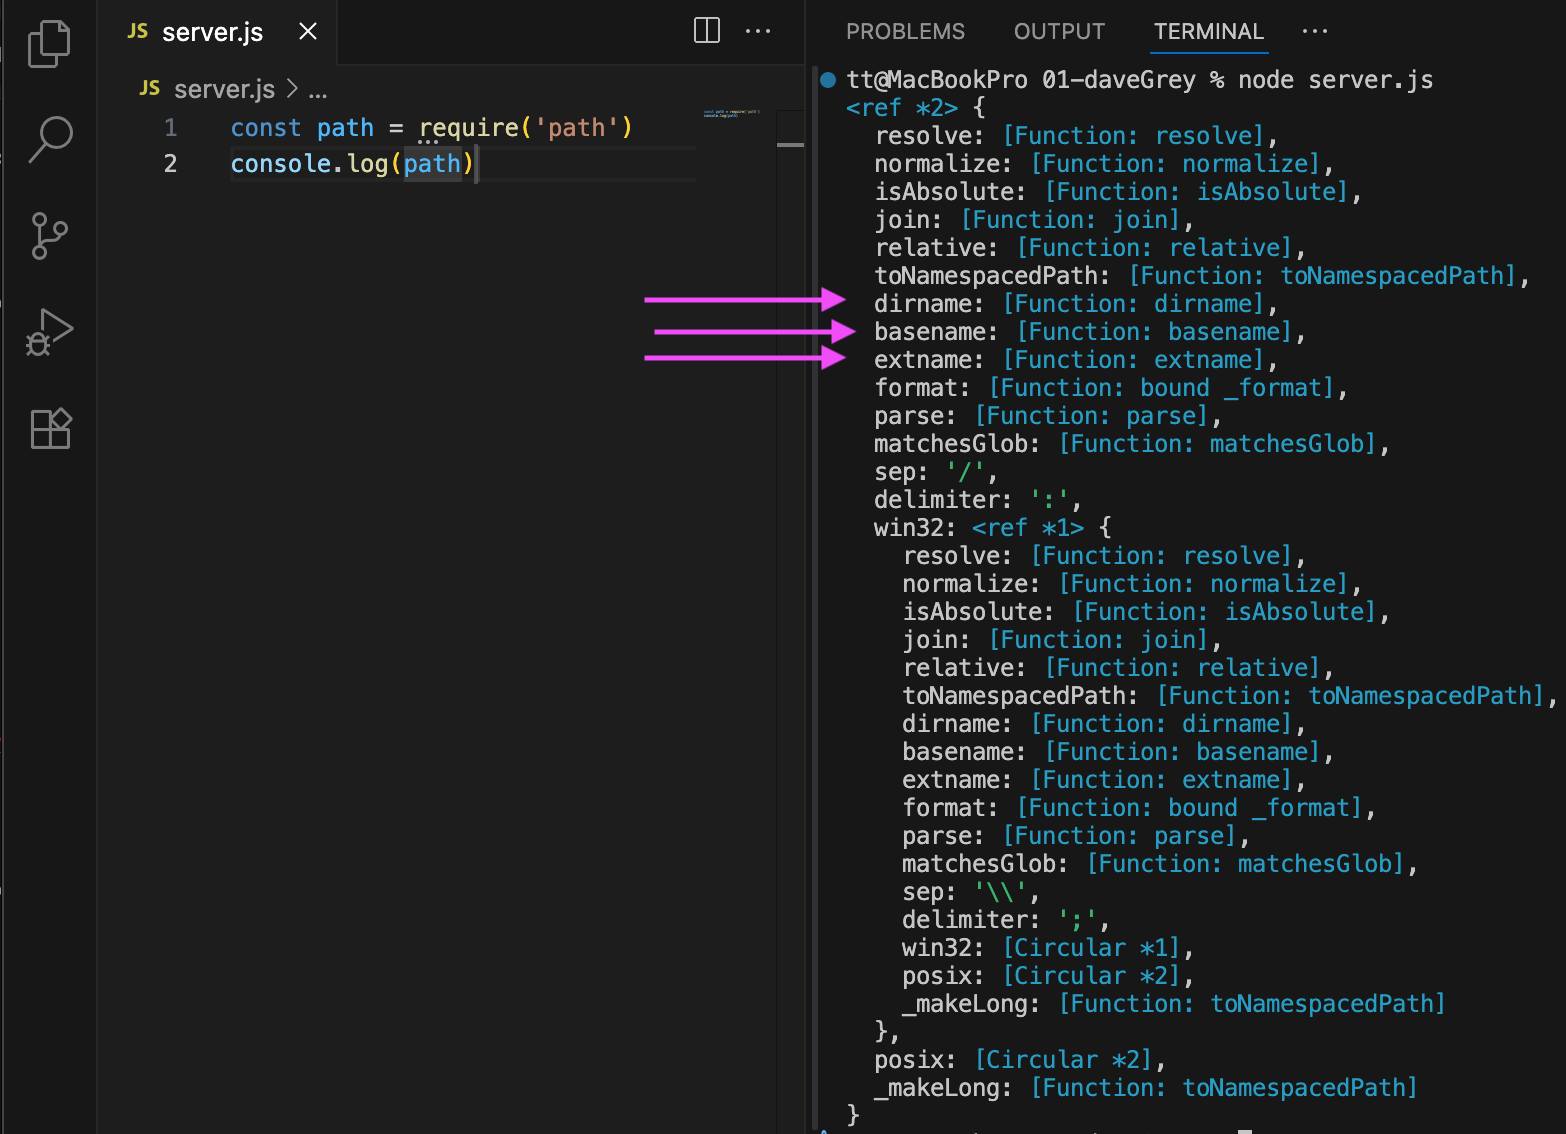 JS server.js
JS server.js > ...
1 const path = require('path')
2 console.log(path)
PROBLEMS OUTPUT TERMINAL ...
tt@MacBookPro 01-daveGrey % node server.js
<ref *2> {
  resolve: [Function: resolve],
  normalize: [Function: normalize],
  isAbsolute: [Function: isAbsolute],
  join: [Function: join],
  relative: [Function: relative],
  toNamespacedPath: [Function: toNamespacedPath],
  dirname: [Function: dirname],
  basename: [Function: basename],
  extname: [Function: extname],
  format: [Function: bound _format],
  parse: [Function: parse],
  matchesGlob: [Function: matchesGlob],
  sep: '/',
  delimiter: ':',
  win32: <ref *1> {
    resolve: [Function: resolve],
    normalize: [Function: normalize],
    isAbsolute: [Function: isAbsolute],
    join: [Function: join],
    relative: [Function: relative],
    toNamespacedPath: [Function: toNamespacedPath],
    dirname: [Function: dirname],
    basename: [Function: basename],
    extname: [Function: extname],
    format: [Function: bound _format],
    parse: [Function: parse],
    matchesGlob: [Function: matchesGlob],
    sep: '\\',
    delimiter: ';',
    win32: [Circular *1],
    posix: [Circular *2],
    _makeLong: [Function: toNamespacedPath]
  },
  posix: [Circular *2],
  _makeLong: [Function: toNamespacedPath]
}